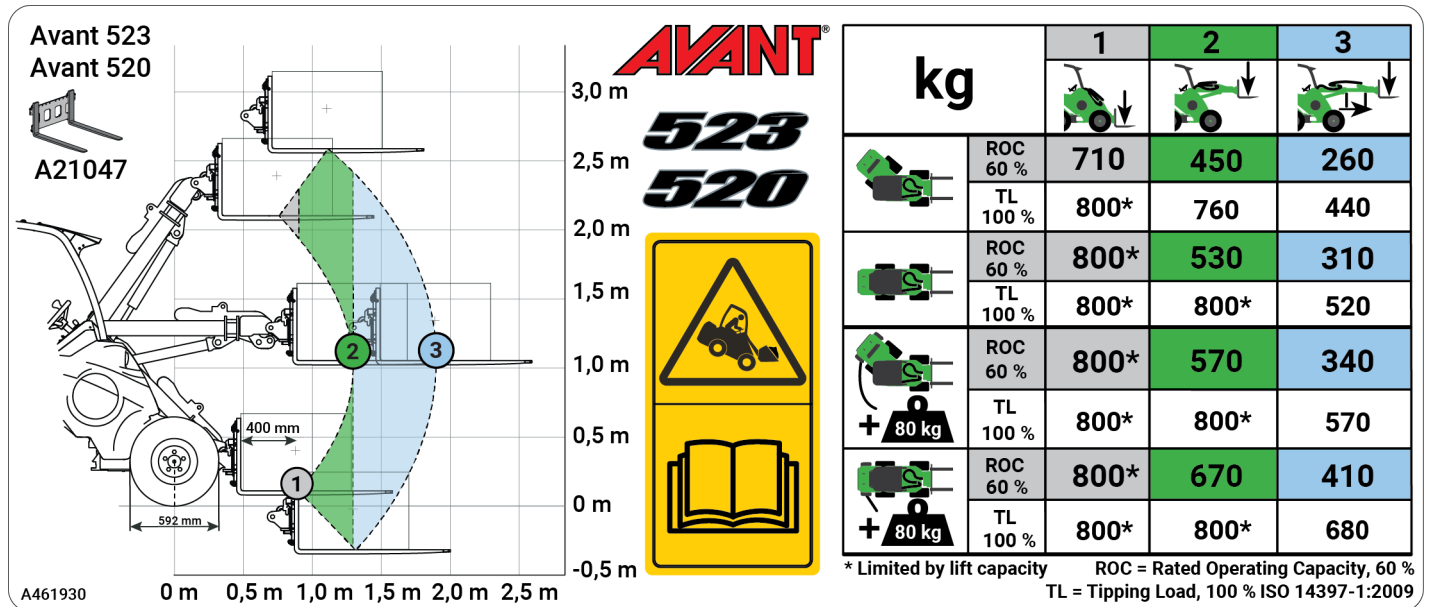 Avant 523
Avant 520
A21047
400 mm
592 mm
1
2
3
3,0 m
2,5 m
2,0 m
1,5 m
1,0 m
0,5 m
0 m
-0,5 m
0 m 0,5 m 1,0 m 1,5 m 2,0 m 2,5 m
A461930
AVANT®
523
520
kg 1 2 3
ROC 60 % 710 450 260
TL 100 % 800* 760 440
ROC 60 % 800* 530 310
TL 100 % 800* 800* 520
ROC 60 % 800* 570 340
+ 80 kg TL 100 % 800* 800* 570
ROC 60 % 800* 670 410
+ 80 kg TL 100 % 800* 800* 680
* Limited by lift capacity ROC = Rated Operating Capacity, 60 %
TL = Tipping Load, 100 % ISO 14397-1:2009